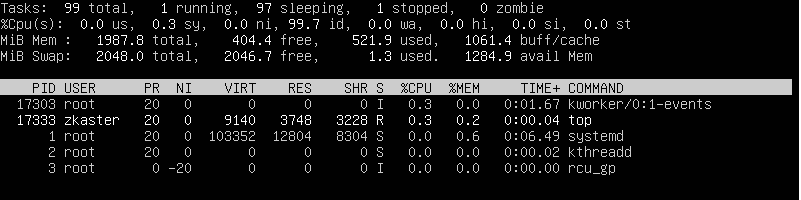 Tasks:  99 total,   1 running,  97 sleeping,   1 stopped,   0 zombie
%Cpu(s):  0.0 us,  0.3 sy,  0.0 ni, 99.7 id,  0.0 wa,  0.0 hi,  0.0 si,  0.0 st
MiB Mem :   1987.8 total,    404.4 free,    521.9 used,   1061.4 buff/cache
MiB Swap:   2048.0 total,   2046.7 free,      1.3 used.   1284.9 avail Mem
PID USER      PR  NI    VIRT    RES    SHR S  %CPU  %MEM     TIME+ COMMAND
17303 root      20   0       0      0      0 I   0.3   0.0   0:01.67 kworker/0:1-events
17333 zkaster   20   0    9140   3748   3228 R   0.3   0.2   0:00.04 top
1 root      20   0  103352  12804   8304 S   0.0   0.6   0:06.49 systemd
2 root      20   0       0      0      0 S   0.0   0.0   0:00.02 kthreadd
3 root       0 -20       0      0      0 I   0.0   0.0   0:00.00 rcu_gp